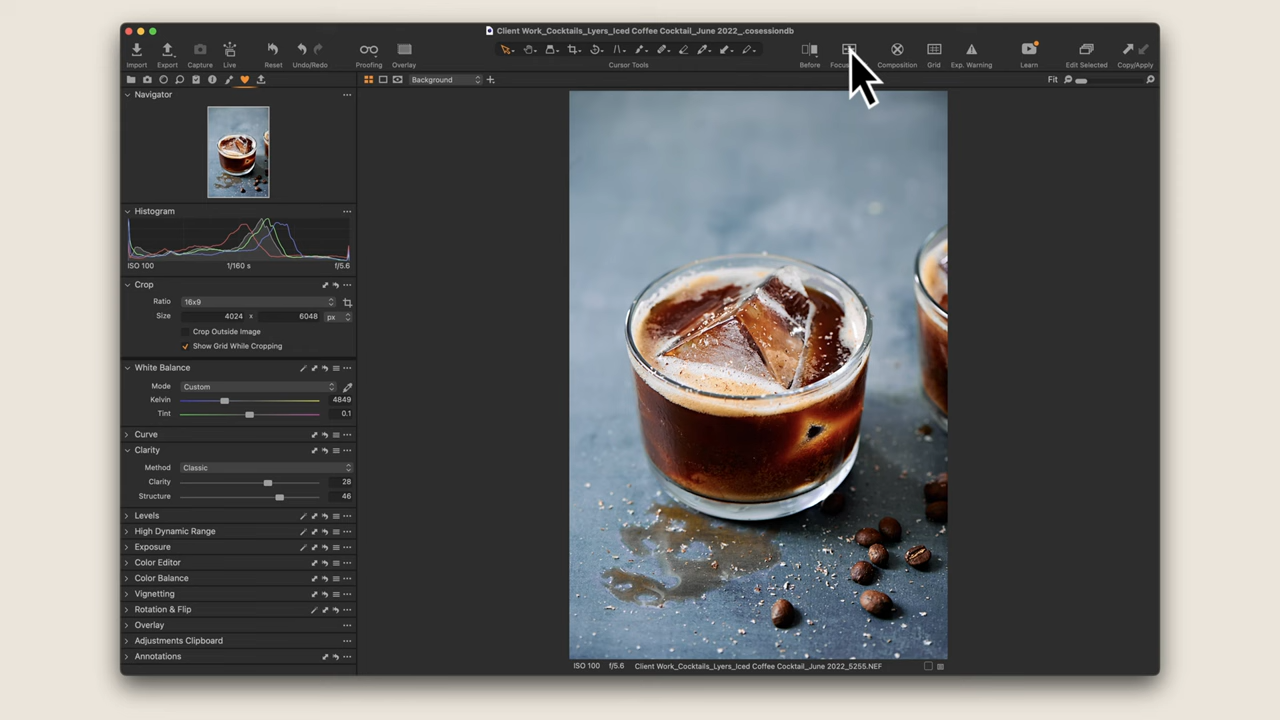 Client Work_Cocktails_Lyers_Iced Coffee Cocktail_June 2022_.cosessiondb
Import Export Capture Live Reset Undo/Redo Proofing Overlay Cursor Tools Before Composition Grid Exp. Warning Learn Edit Selected Copy/Apply
Background Fit
Navigator
Histogram
ISO 100 1/160 s f/5.6
Crop
Ratio 16x9
Size 4024 x 6048 px
Crop Outside Image
Show Grid While Cropping
White Balance
Mode Custom
Kelvin 4849
Tint 0.1
Curve
Clarity
Method Classic
Clarity 28
Structure 46
Levels
High Dynamic Range
Exposure
Color Editor
Color Balance
Vignetting
Rotation & Flip
Overlay
Adjustments Clipboard
Annotations
ISO 100 f/5.6 Client Work_Cocktails_Lyers_Iced Coffee Cocktail_June 2022_5255.NEF